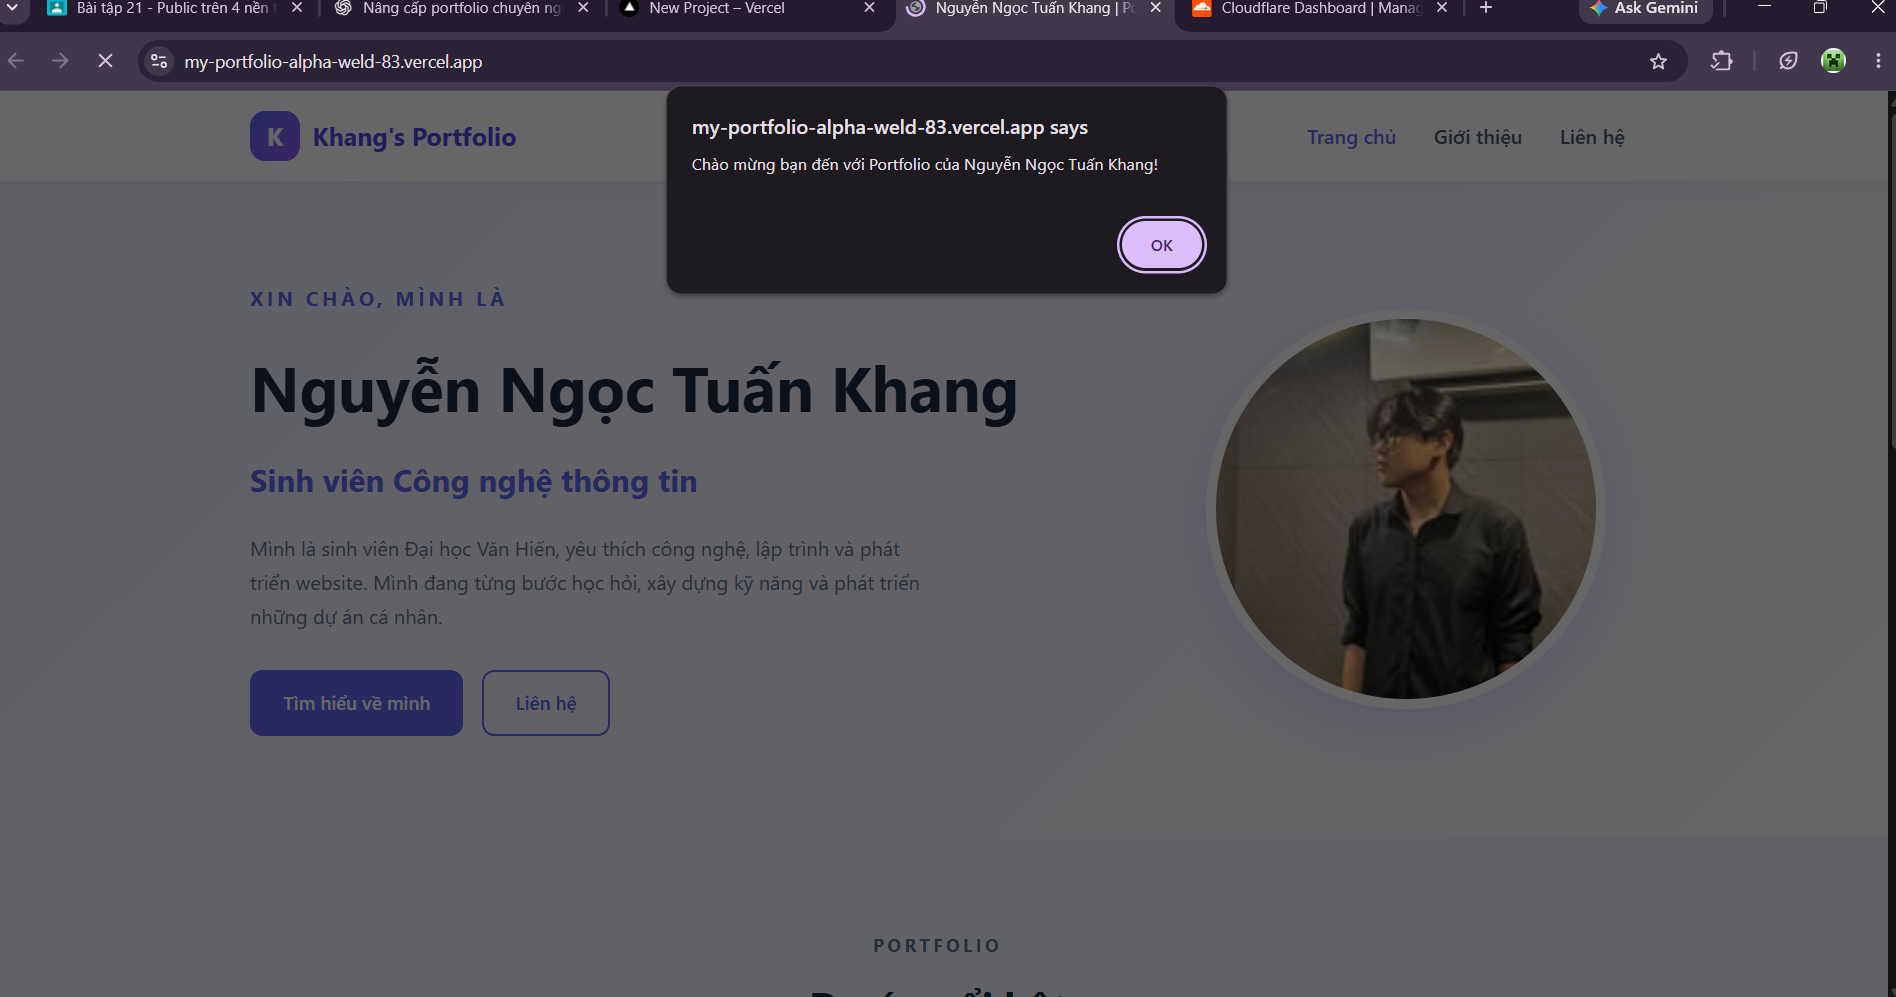 Bài tập 21 - Public trên 4 nền t
Nâng cấp portfolio chuyên ng
New Project – Vercel
Nguyễn Ngọc Tuấn Khang | Po
Cloudflare Dashboard | Manag
Ask Gemini
my-portfolio-alpha-weld-83.vercel.app
K
Khang's Portfolio
Trang chủ
Giới thiệu
Liên hệ
my-portfolio-alpha-weld-83.vercel.app says
Chào mừng bạn đến với Portfolio của Nguyễn Ngọc Tuấn Khang!
OK
XIN CHÀO, MÌNH LÀ
Nguyễn Ngọc Tuấn Khang
Sinh viên Công nghệ thông tin
Mình là sinh viên Đại học Văn Hiến, yêu thích công nghệ, lập trình và phát
triển website. Mình đang từng bước học hỏi, xây dựng kỹ năng và phát triển
những dự án cá nhân.
Tìm hiểu về mình
Liên hệ
PORTFOLIO